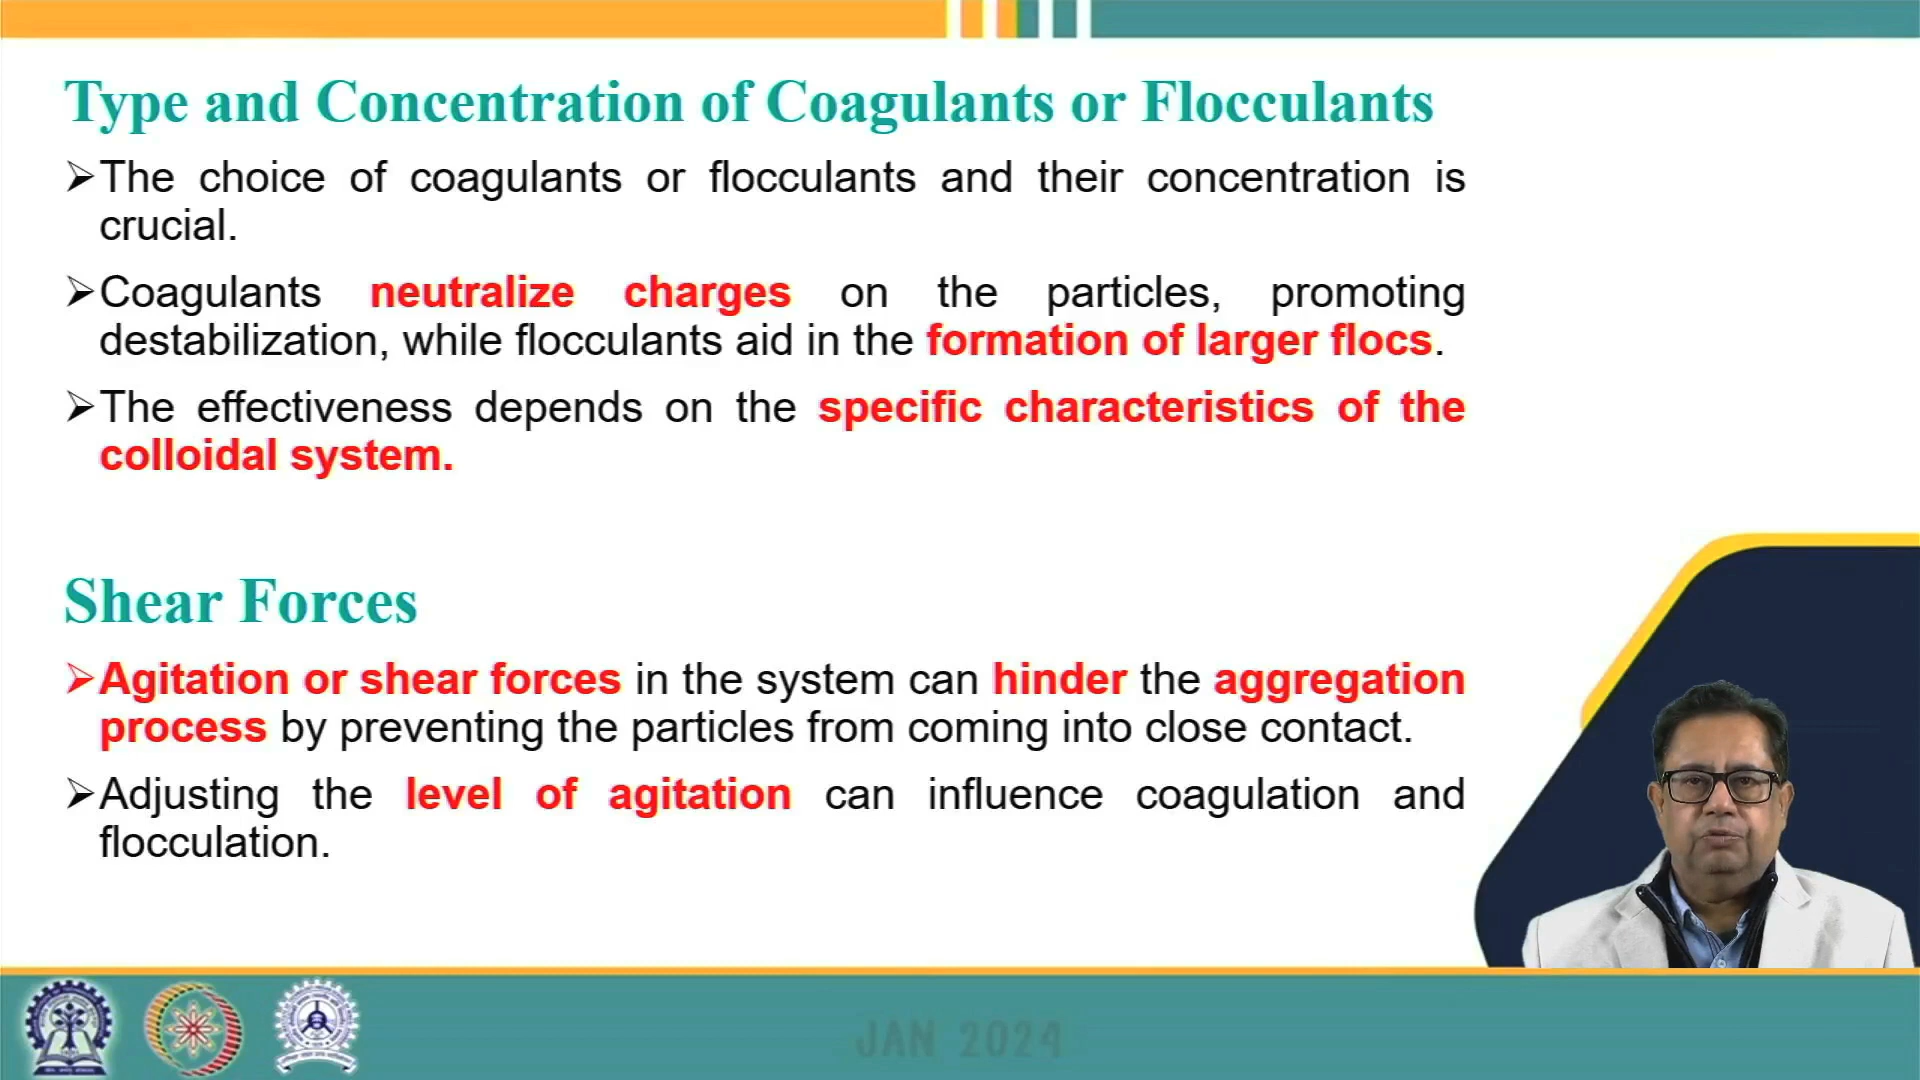 Type and Concentration of Coagulants or Flocculants
➢The choice of coagulants or flocculants and their concentration is
crucial.
➢Coagulants neutralize charges on the particles, promoting
destabilization, while flocculants aid in the formation of larger flocs.
➢The effectiveness depends on the specific characteristics of the
colloidal system.
Shear Forces
➢Agitation or shear forces in the system can hinder the aggregation
process by preventing the particles from coming into close contact.
➢Adjusting the level of agitation can influence coagulation and
flocculation.
JAN 2024